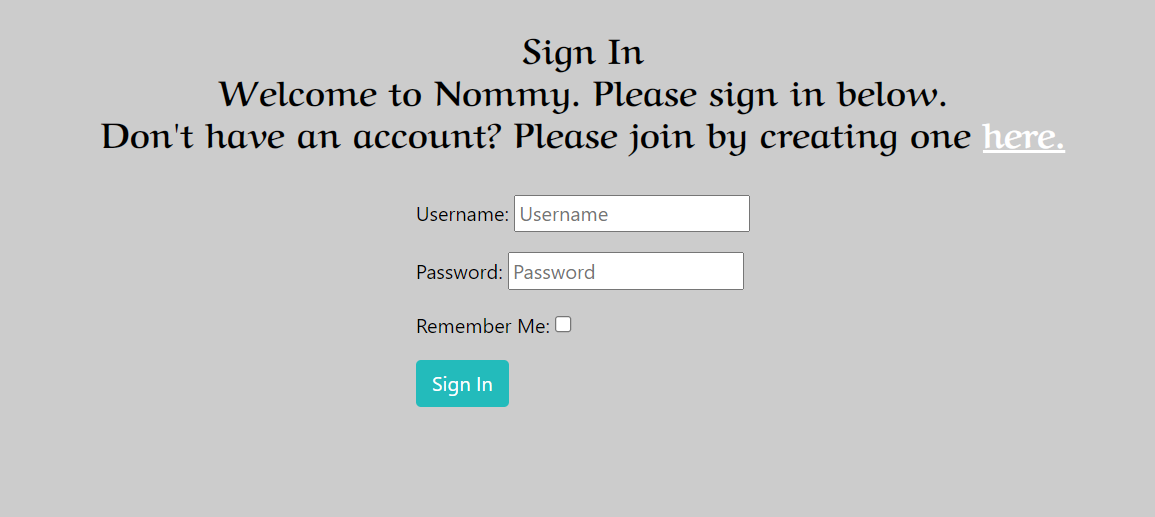 Sign In
Welcome to Nommy. Please sign in below.
Don't have an account? Please join by creating one here.
Username: Username
Password: Password
Remember Me:
Sign In